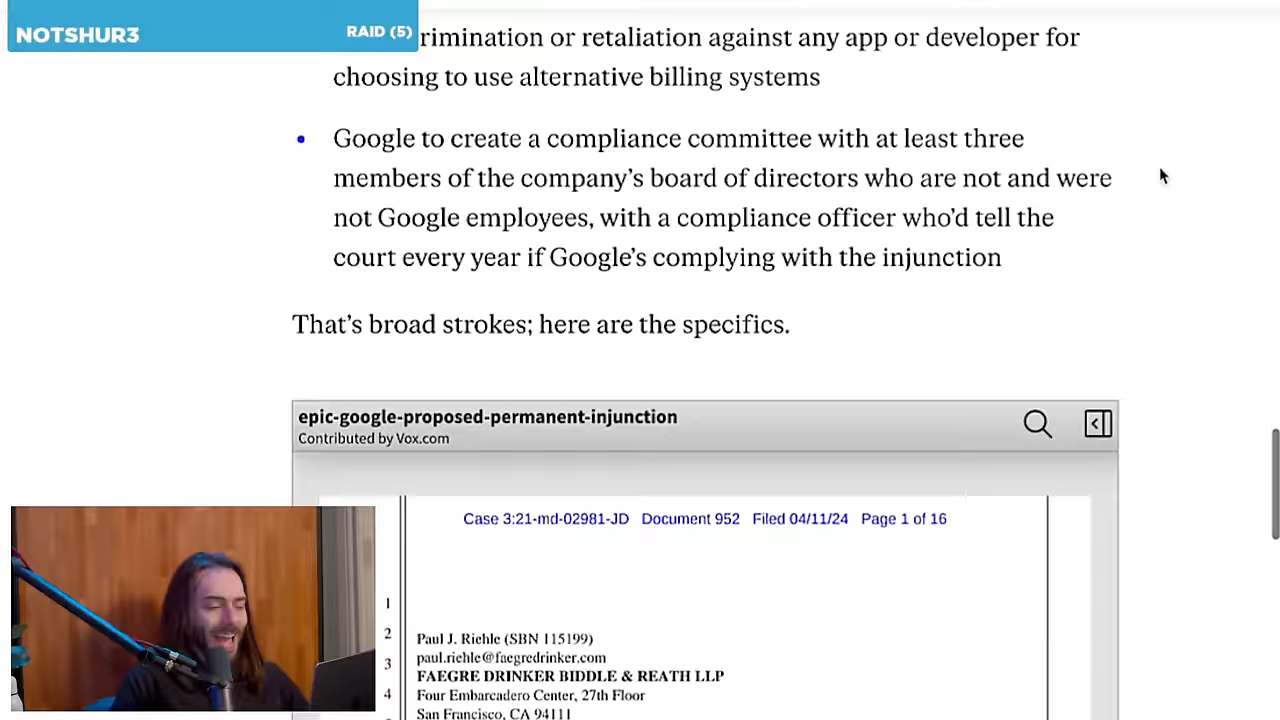 NOTSHUR3
RAID (5)
rimination or retaliation against any app or developer for
choosing to use alternative billing systems
• Google to create a compliance committee with at least three
members of the company’s board of directors who are not and were
not Google employees, with a compliance officer who’d tell the
court every year if Google’s complying with the injunction
That’s broad strokes; here are the specifics.
epic-google-proposed-permanent-injunction
Contributed by Vox.com
Case 3:21-md-02981-JD Document 952 Filed 04/11/24 Page 1 of 16
1
2 Paul J. Riehle (SBN 115199)
paul.riehle@faegredrinker.com
3 FAEGRE DRINKER BIDDLE & REATH LLP
4 Four Embarcadero Center, 27th Floor
San Francisco, CA 94111